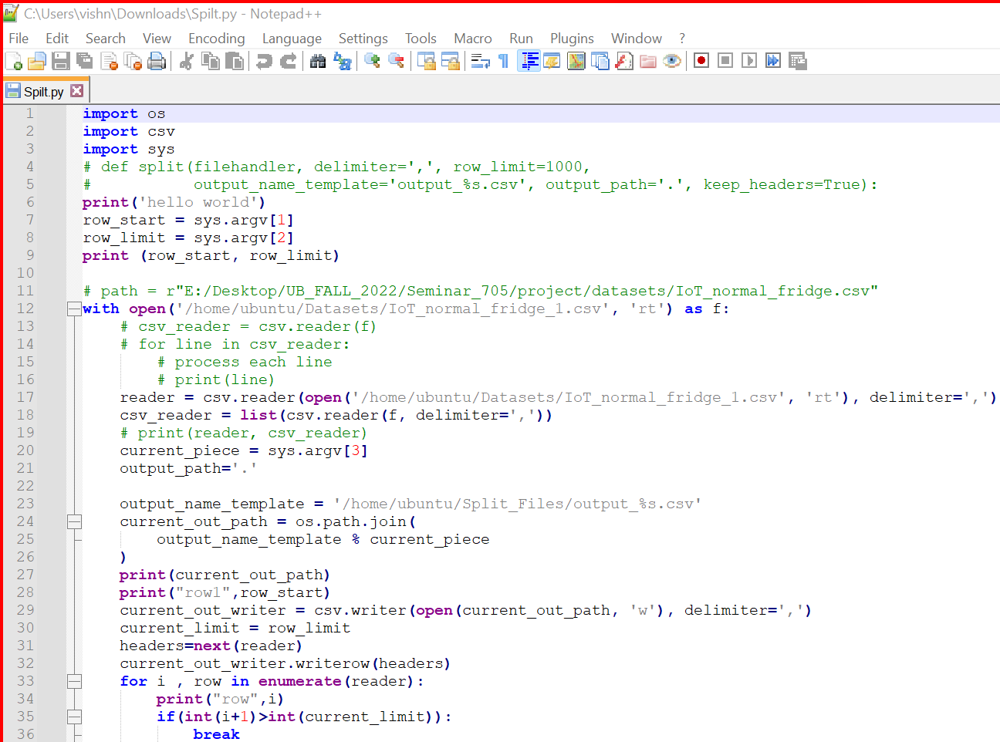 C:\Users\vishn\Downloads\Spilt.py - Notepad++
File Edit Search View Encoding Language Settings Tools Macro Run Plugins Window ?
Spilt.py
1 import os
2 import csv
3 import sys
4 # def split(filehandler, delimiter=',', row_limit=1000,
5 #           output_name_template='output_%s.csv', output_path='.', keep_headers=True):
6 print('hello world')
7 row_start = sys.argv[1]
8 row_limit = sys.argv[2]
9 print (row_start, row_limit)
10
11 # path = r"E:/Desktop/UB_FALL_2022/Seminar_705/project/datasets/IoT_normal_fridge.csv"
12 with open('/home/ubuntu/Datasets/IoT_normal_fridge_1.csv', 'rt') as f:
13     # csv_reader = csv.reader(f)
14     # for line in csv_reader:
15         # process each line
16         # print(line)
17     reader = csv.reader(open('/home/ubuntu/Datasets/IoT_normal_fridge_1.csv', 'rt'), delimiter=',')
18     csv_reader = list(csv.reader(f, delimiter=','))
19     # print(reader, csv_reader)
20     current_piece = sys.argv[3]
21     output_path='.'
22
23     output_name_template = '/home/ubuntu/Split_Files/output_%s.csv'
24     current_out_path = os.path.join(
25         output_name_template % current_piece
26     )
27     print(current_out_path)
28     print("row1",row_start)
29     current_out_writer = csv.writer(open(current_out_path, 'w'), delimiter=',')
30     current_limit = row_limit
31     headers=next(reader)
32     current_out_writer.writerow(headers)
33     for i , row in enumerate(reader):
34         print("row",i)
35         if(int(i+1)>int(current_limit)):
36             break